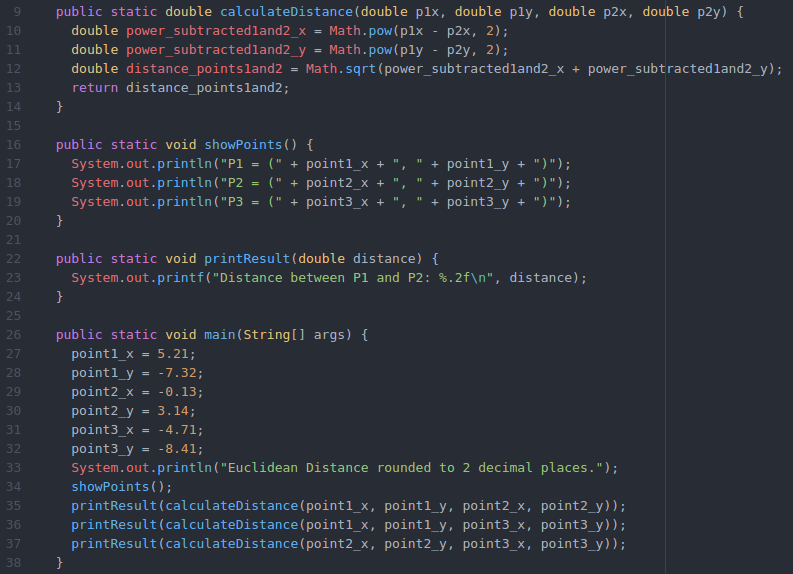 9 public static double calculateDistance(double p1x, double p1y, double p2x, double p2y) {
10 double power_subtracted1and2_x = Math.pow(p1x - p2x, 2);
11 double power_subtracted1and2_y = Math.pow(p1y - p2y, 2);
12 double distance_points1and2 = Math.sqrt(power_subtracted1and2_x + power_subtracted1and2_y);
13 return distance_points1and2;
14 }
15
16 public static void showPoints() {
17 System.out.println("P1 = (" + point1_x + ", " + point1_y + ")");
18 System.out.println("P2 = (" + point2_x + ", " + point2_y + ")");
19 System.out.println("P3 = (" + point3_x + ", " + point3_y + ")");
20 }
21
22 public static void printResult(double distance) {
23 System.out.printf("Distance between P1 and P2: %.2f\n", distance);
24 }
25
26 public static void main(String[] args) {
27 point1_x = 5.21;
28 point1_y = -7.32;
29 point2_x = -0.13;
30 point2_y = 3.14;
31 point3_x = -4.71;
32 point3_y = -8.41;
33 System.out.println("Euclidean Distance rounded to 2 decimal places.");
34 showPoints();
35 printResult(calculateDistance(point1_x, point1_y, point2_x, point2_y));
36 printResult(calculateDistance(point1_x, point1_y, point3_x, point3_y));
37 printResult(calculateDistance(point2_x, point2_y, point3_x, point3_y));
38 }